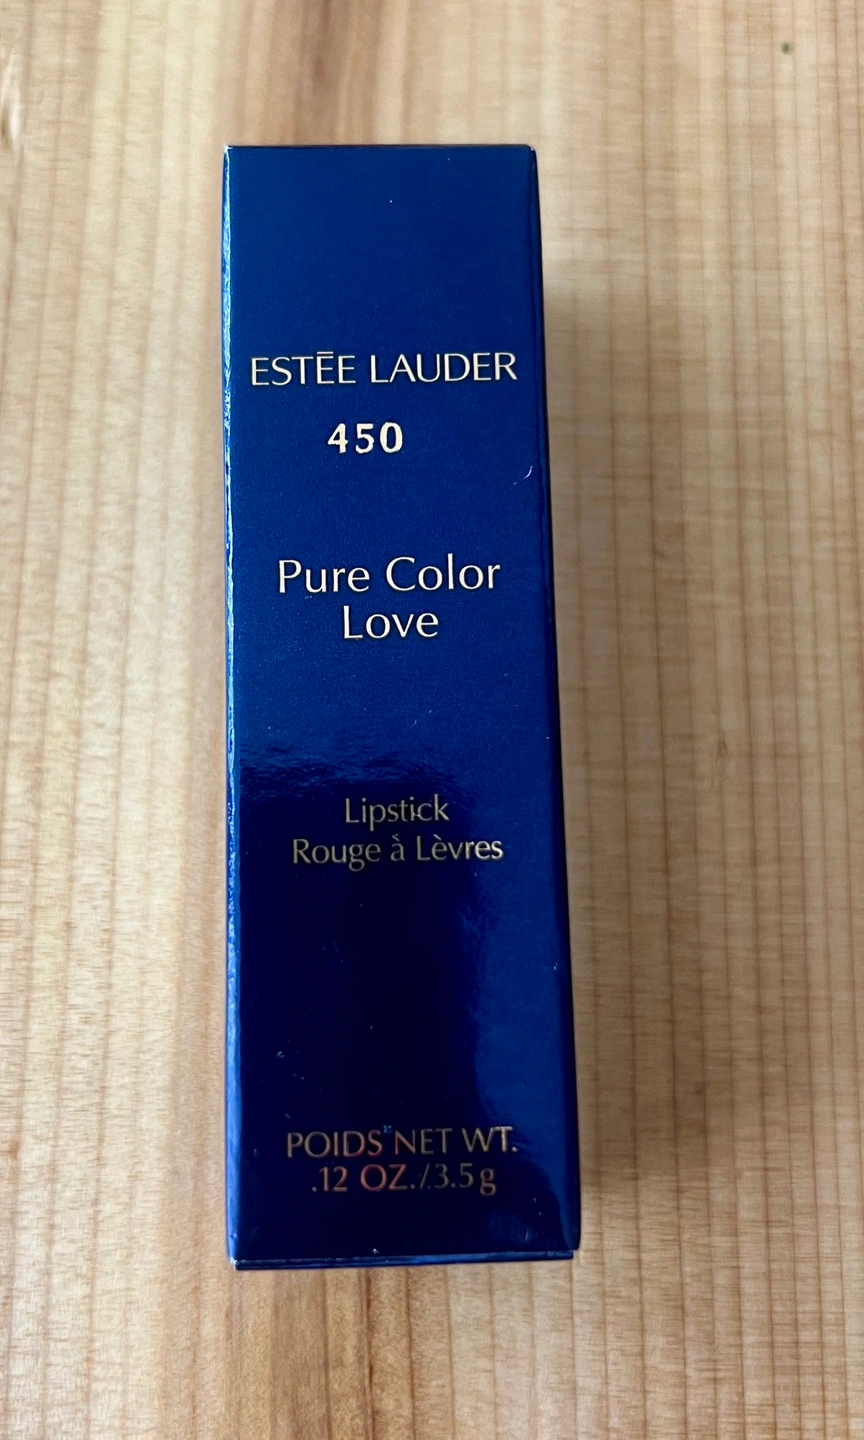 ESTĒE LAUDER
450
Pure Color
Love
Lipstick
Rouge à Lèvres
POIDS NET WT.
.12 OZ./3.5g